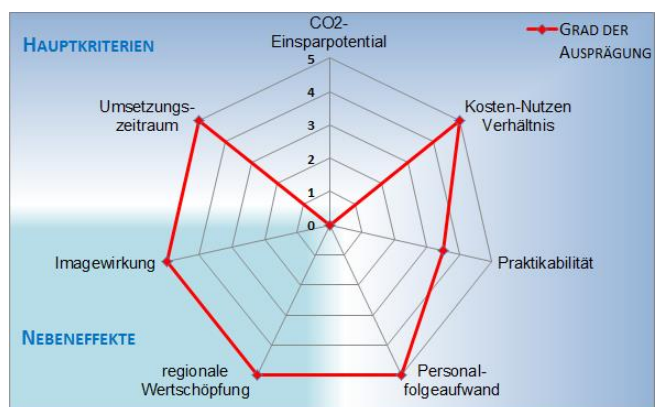 HAUPTKRITERIEN
CO2-
Einsparpotential
GRAD DER
AUSPRÄGUNG
5
4
3
2
1
0
Umsetzungs-
zeitraum
Kosten-Nutzen
Verhältnis
Imagewirkung
Praktikabilität
NEBENEFFEKTE
regionale
Wertschöpfung
Personal-
folgeaufwand